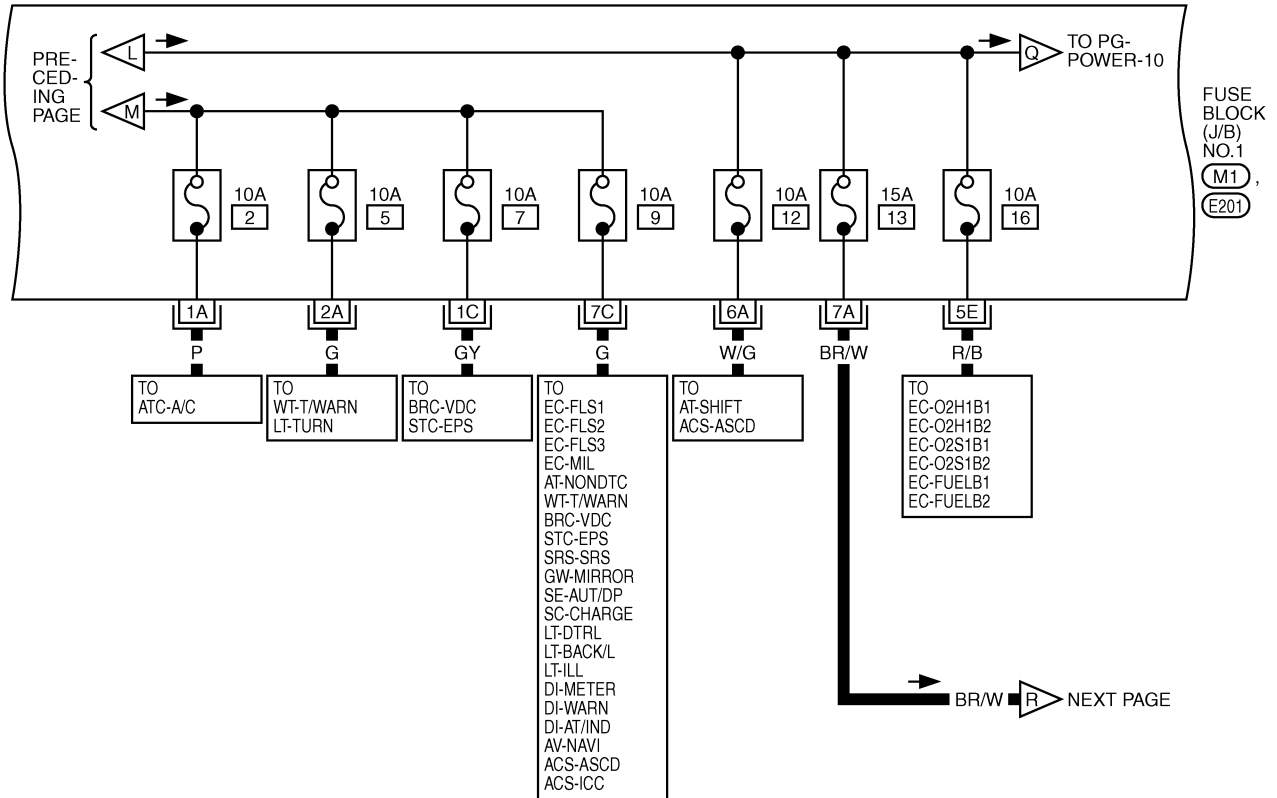 PRE-
CED-
ING
PAGE
L
M
Q
TO PG-
POWER-10
FUSE
BLOCK
(J/B)
NO.1
M1 ,
E201
10A
2
10A
5
10A
7
10A
9
10A
12
15A
13
10A
16
1A
2A
1C
7C
6A
7A
5E
P
G
GY
G
W/G
BR/W
R/B
TO
ATC-A/C
TO
WT-T/WARN
LT-TURN
TO
BRC-VDC
STC-EPS
TO
EC-FLS1
EC-FLS2
EC-FLS3
EC-MIL
AT-NONDTC
WT-T/WARN
BRC-VDC
STC-EPS
SRS-SRS
GW-MIRROR
SE-AUT/DP
SC-CHARGE
LT-DTRL
LT-BACK/L
LT-ILL
DI-METER
DI-WARN
DI-AT/IND
AV-NAVI
ACS-ASCD
ACS-ICC
TO
AT-SHIFT
ACS-ASCD
TO
EC-O2H1B1
EC-O2H1B2
EC-O2S1B1
EC-O2S1B2
EC-FUELB1
EC-FUELB2
BR/W
R
NEXT PAGE